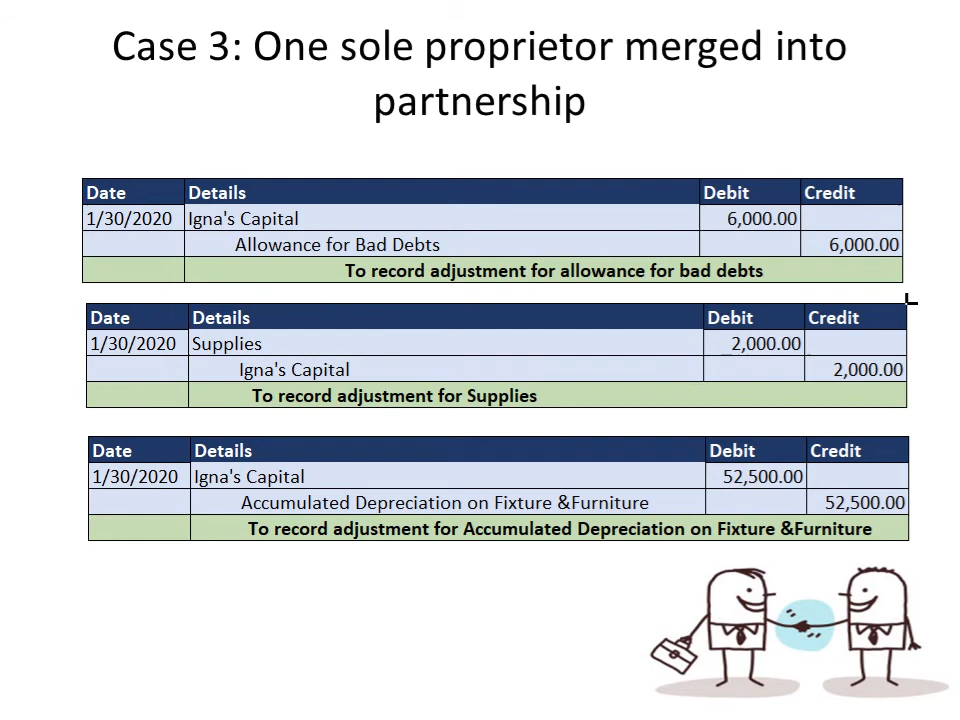 Case 3: One sole proprietor merged into
partnership
Date Details Debit Credit
1/30/2020 Igna's Capital 6,000.00
Allowance for Bad Debts 6,000.00
To record adjustment for allowance for bad debts
Date Details Debit Credit
1/30/2020 Supplies 2,000.00
Igna's Capital 2,000.00
To record adjustment for Supplies
Date Details Debit Credit
1/30/2020 Igna's Capital 52,500.00
Accumulated Depreciation on Fixture &Furniture 52,500.00
To record adjustment for Accumulated Depreciation on Fixture &Furniture